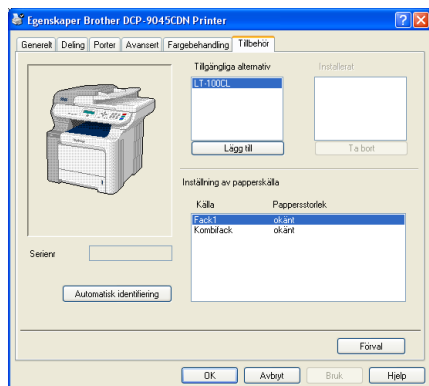 Egenskaper Brother DCP-9045CDN Printer
Generelt Deling Porter Avansert Fargebehandling Tillbehör
Tillgängliga alternativ
Installerat
LT-100CL
Lägg till
Ta bort
Inställning av papperskälla
Källa Pappersstorlek
Fack1 okänt
Kombifack okänt
Serienr
Automatisk identifiering
Förval
OK Avbryt Bruk Hjelp